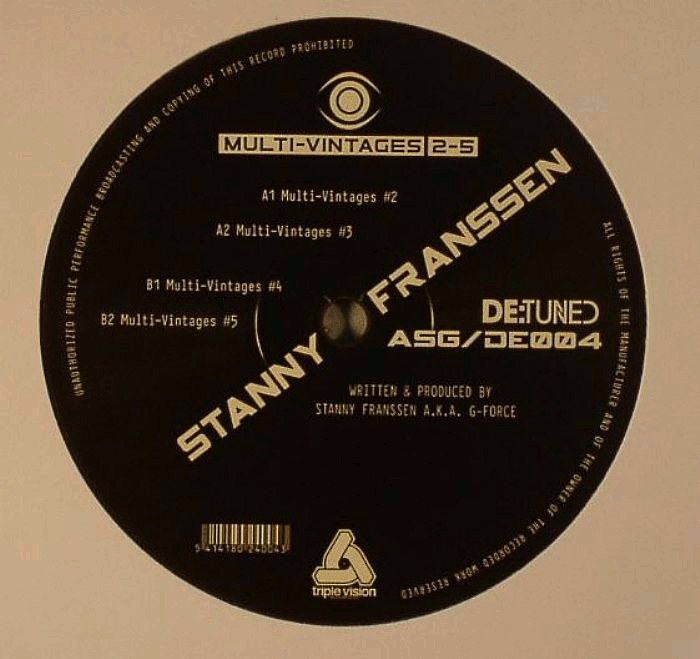 UNAUTHORIZED PUBLIC PERFORMANCE BROADCASTING AND COPYING OF THIS RECORD PROHIBITED
MULTI-VINTAGES 2-5
A1 Multi-Vintages #2
A2 Multi-Vintages #3
B1 Multi-Vintages #4
B2 Multi-Vintages #5
STANNY FRANSSEN
DE:TUNED
ASG/DE004
WRITTEN & PRODUCED BY
STANNY FRANSSEN A.K.A. G-FORCE
ALL RIGHTS OF THE MANUFACTURER AND OF THE OWNER OF THE RECORDED WORK RESERVED
5 414180 240043
triple vision